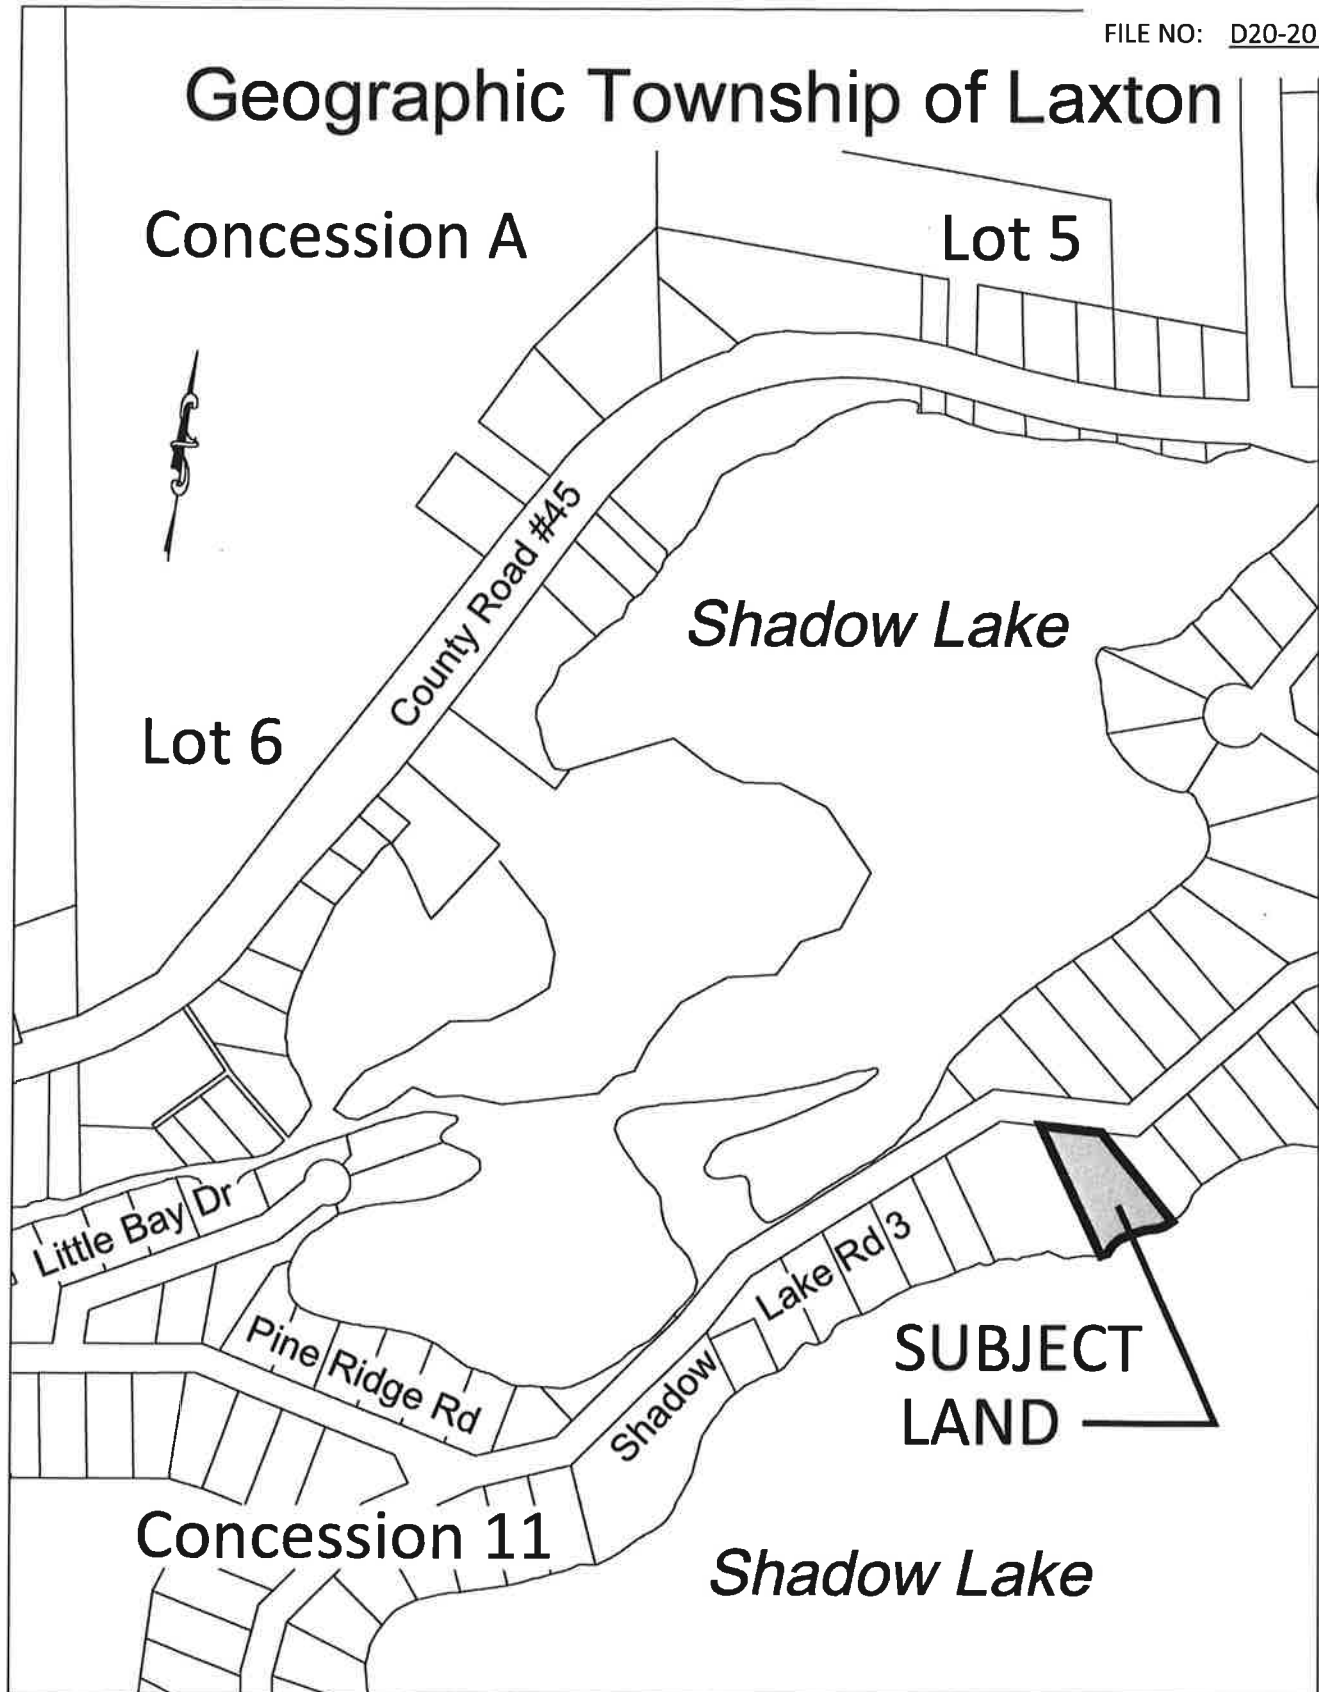 FILE NO: D20-20
Geographic Township of Laxton
Concession A
Lot 5
County Road #45
Shadow Lake
Lot 6
Little Bay Dr
Shadow Lake Rd 3
Pine Ridge Rd
SUBJECT
LAND
Concession 11
Shadow Lake